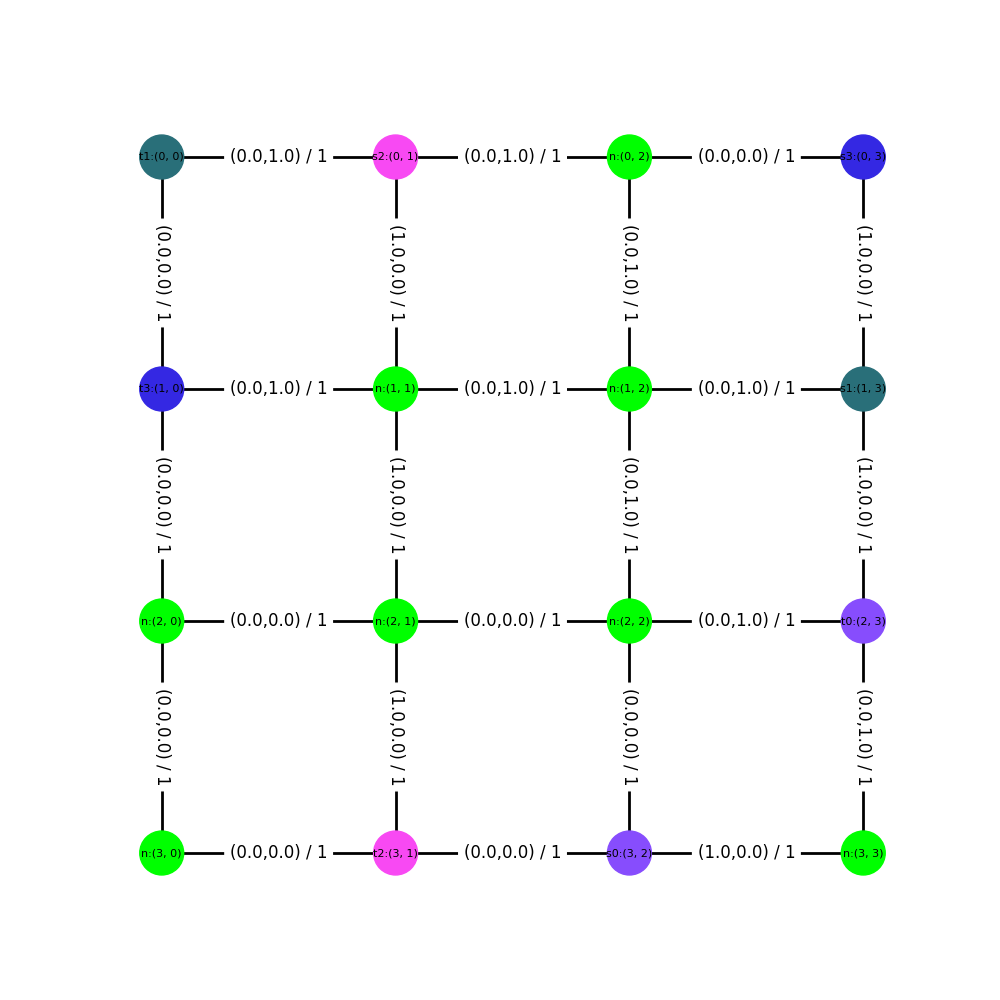 t1:(0, 0) (0.0,1.0) / 1 s2:(0, 1) (0.0,1.0) / 1 n:(0, 2) (0.0,0.0) / 1 s3:(0, 3)
(0.0,0.0) / 1 (1.0,0.0) / 1 (0.0,1.0) / 1 (1.0,0.0) / 1
t3:(1, 0) (0.0,1.0) / 1 n:(1, 1) (0.0,1.0) / 1 n:(1, 2) (0.0,1.0) / 1 s1:(1, 3)
(0.0,0.0) / 1 (1.0,0.0) / 1 (0.0,1.0) / 1 (1.0,0.0) / 1
n:(2, 0) (0.0,0.0) / 1 n:(2, 1) (0.0,0.0) / 1 n:(2, 2) (0.0,1.0) / 1 t0:(2, 3)
(0.0,0.0) / 1 (1.0,0.0) / 1 (0.0,0.0) / 1 (0.0,1.0) / 1
n:(3, 0) (0.0,0.0) / 1 t2:(3, 1) (0.0,0.0) / 1 s0:(3, 2) (1.0,0.0) / 1 n:(3, 3)